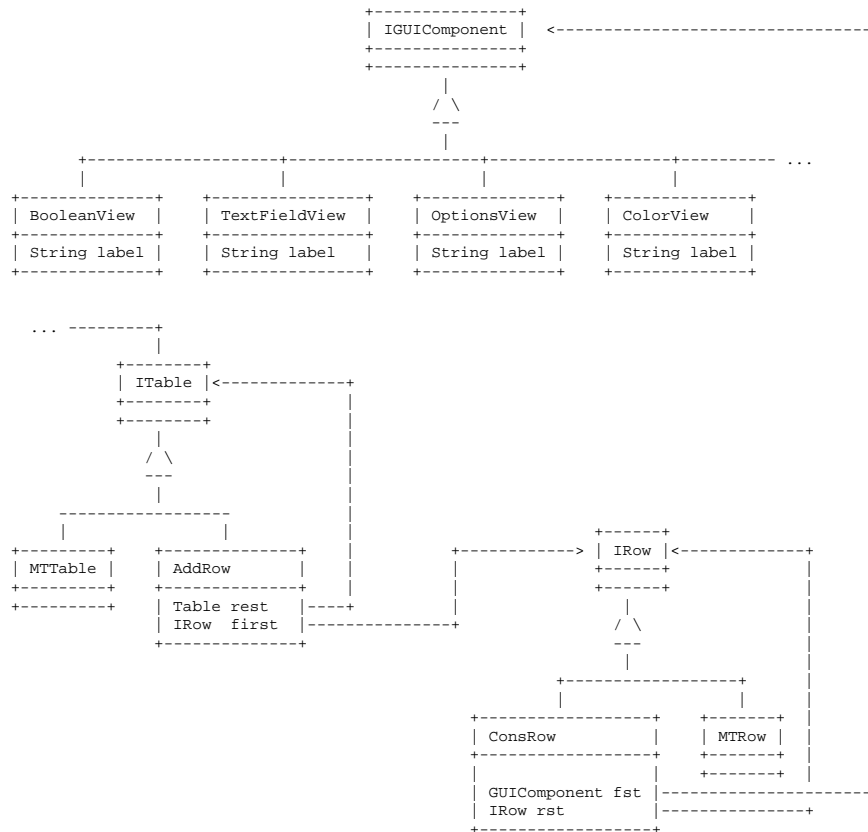 IGUIComponent
...
BooleanView TextFieldView OptionsView ColorView
String label String label String label String label
...
ITable
IRow
MTTable AddRow
Table rest
IRow first
ConsRow MTRow
GUIComponent fst
IRow rst